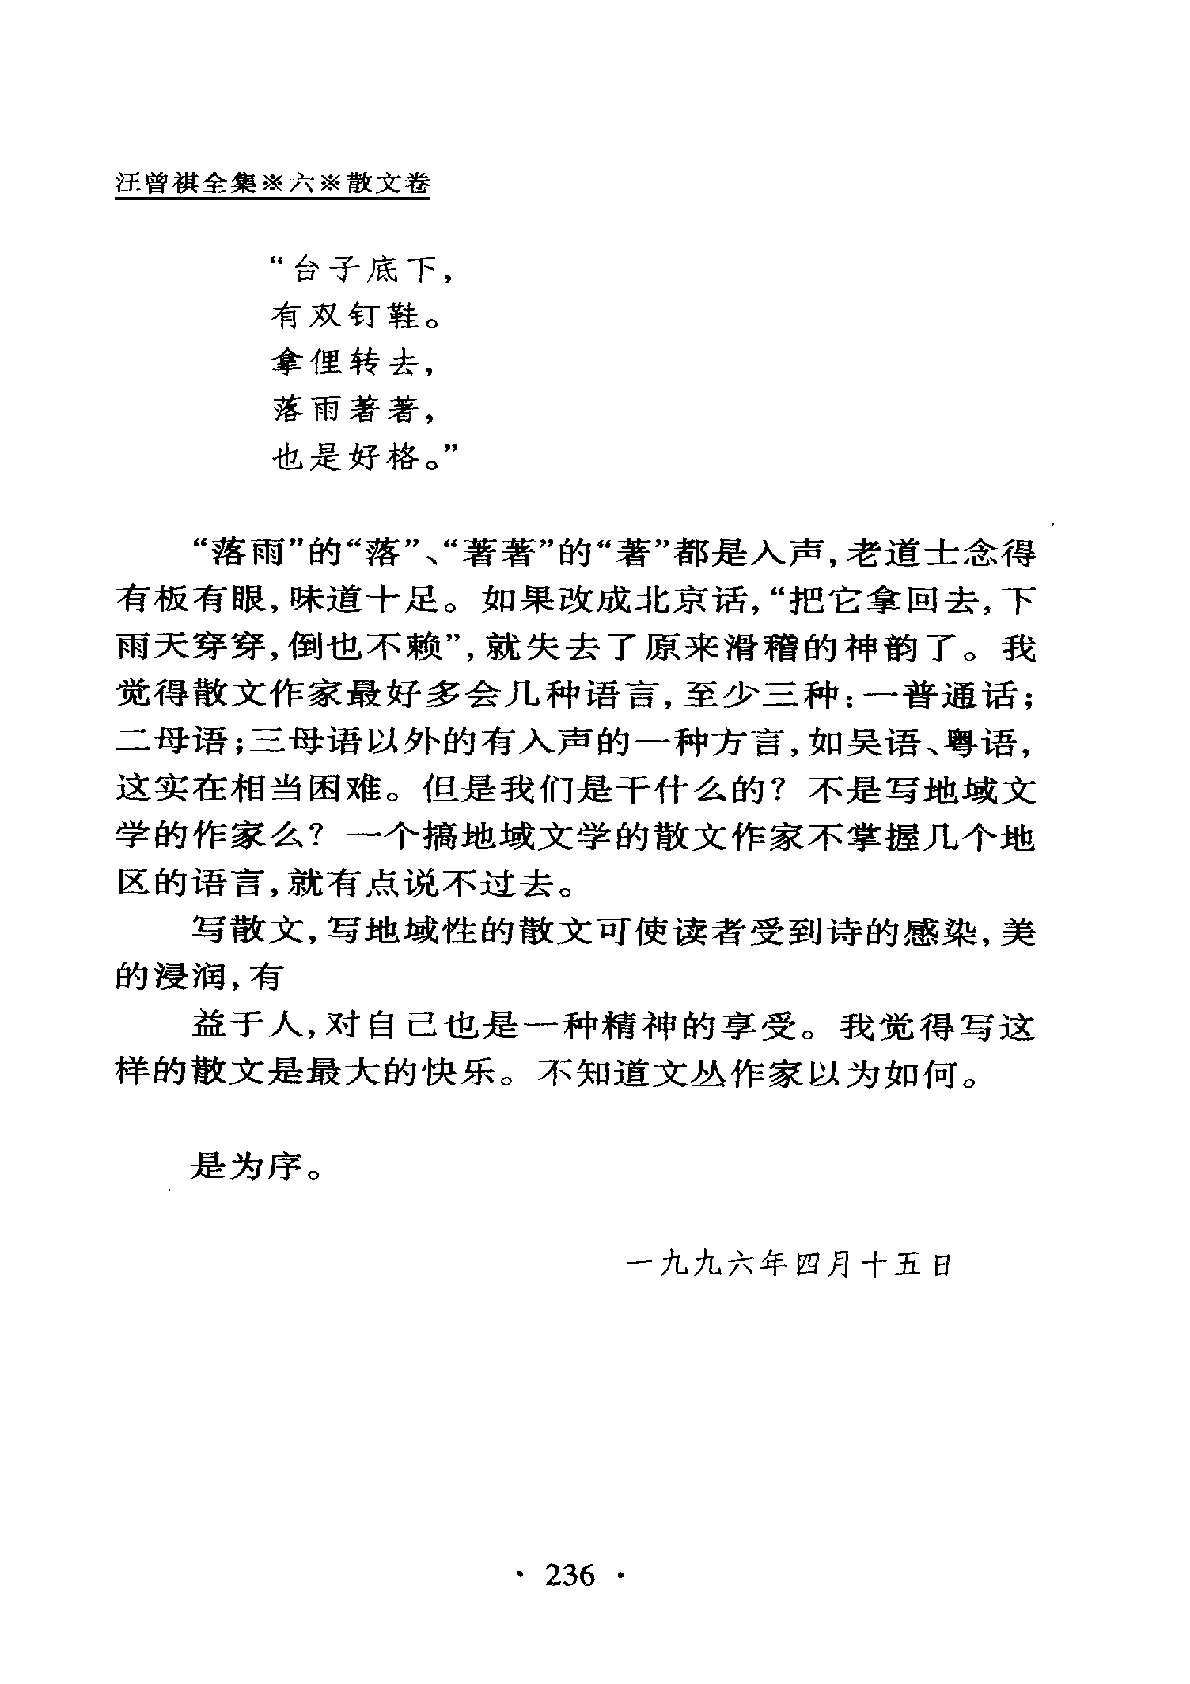 汪曾祺全集※六※散文卷
“台子底下，
有双钉鞋。
拿俚转去，
落雨著著，
也是好格。”
“落雨”的“落”、“著著”的“著”都是入声，老道士念得
有板有眼，味道十足。如果改成北京话，“把它拿回去，下
雨天穿穿，倒也不赖”，就失去了原来滑稽的神韵了。我
觉得散文作家最好多会几种语言，至少三种：一普通话；
二母语；三母语以外的有入声的一种方言，如吴语、粤语，
这实在相当困难。但是我们是干什么的？不是写地域文
学的作家么？一个搞地域文学的散文作家不掌握几个地
区的语言，就有点说不过去。
写散文，写地域性的散文可使读者受到诗的感染，美
的浸润，有
益于人，对自己也是一种精神的享受。我觉得写这
样的散文是最大的快乐。不知道文丛作家以为如何。
是为序。
一九九六年四月十五日
· 236 ·